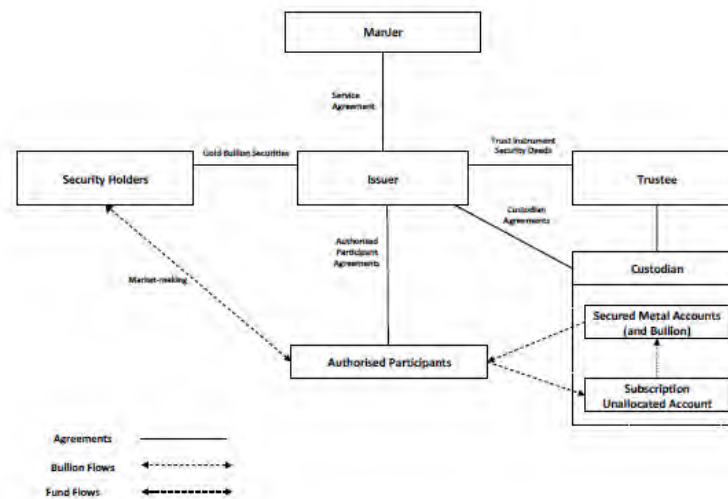 ManJer
Service
Agreement
Gold Bullion Securities
Trust Instrument
Security Deeds
Security Holders
Issuer
Trustee
Custodian
Agreements
Authorised
Participant
Agreements
Custodian
Market-making
Secured Metal Accounts
(and Bullion)
Authorised Participants
Subscription
Unallocated Account
Agreements
Bullion Flows
Fund Flows